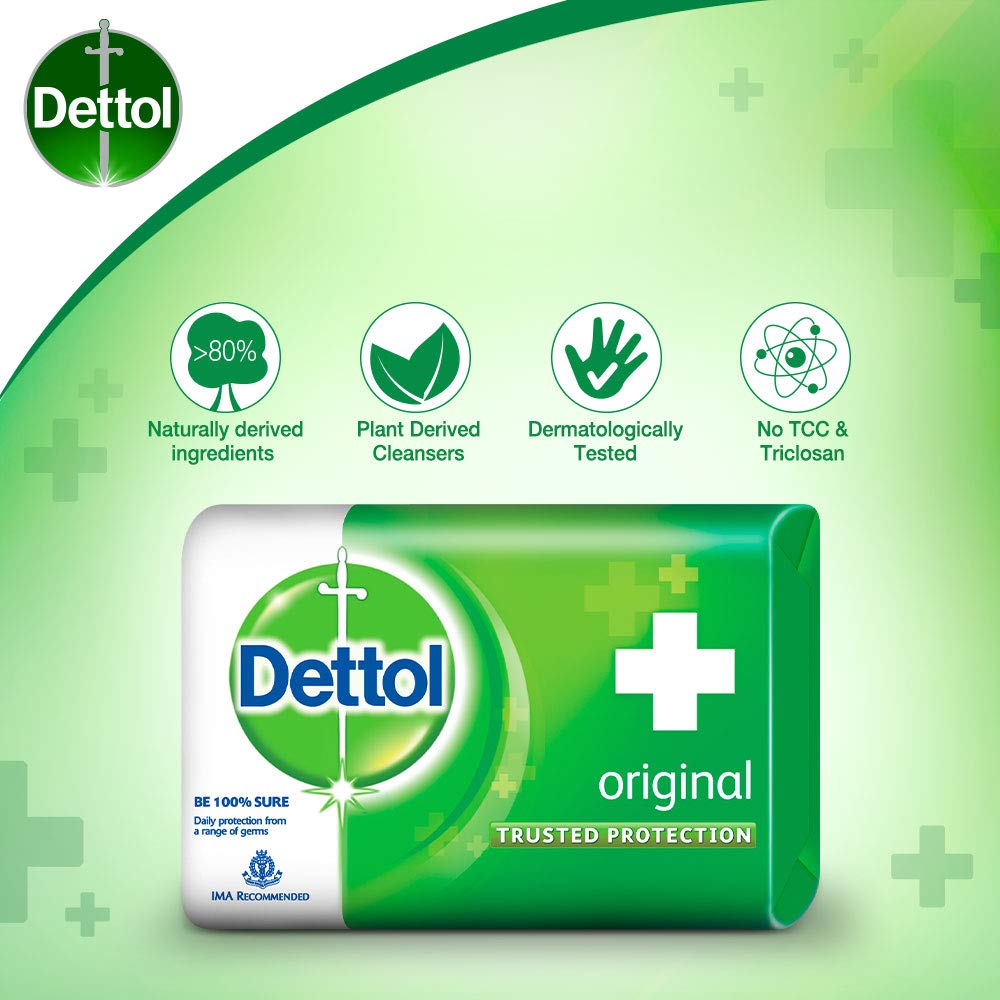 Dettol
>80%
Naturally derived
ingredients
Plant Derived
Cleansers
Dermatologically
Tested
No TCC &
Triclosan
Dettol
BE 100% SURE
Daily protection from
a range of germs
IMA RECOMMENDED
original
TRUSTED PROTECTION